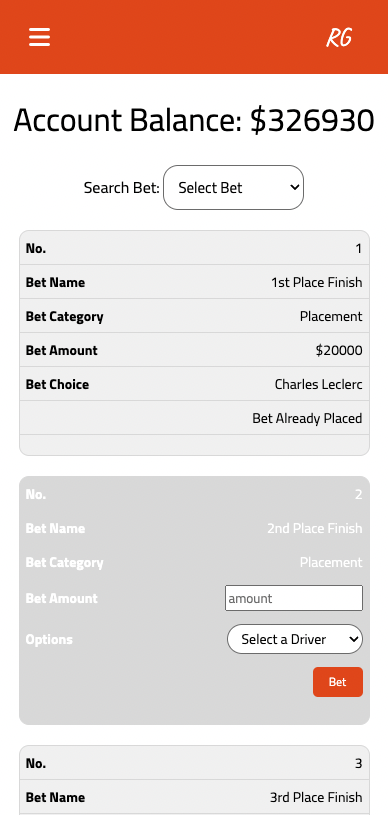 RG
Account Balance: $326930
Search Bet: Select Bet
No. 1
Bet Name 1st Place Finish
Bet Category Placement
Bet Amount $20000
Bet Choice Charles Leclerc
Bet Already Placed
No. 2
Bet Name 2nd Place Finish
Bet Category Placement
Bet Amount amount
Options Select a Driver
Bet
No. 3
Bet Name 3rd Place Finish